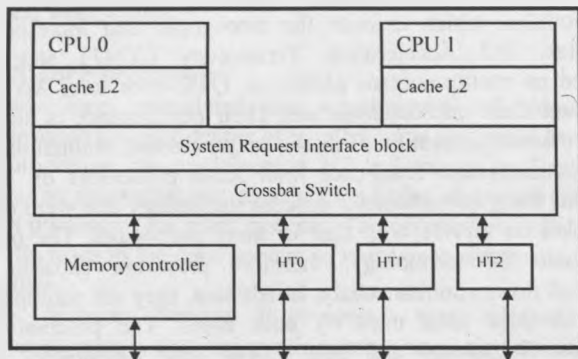 CPU 0 CPU 1
Cache L2 Cache L2
System Request Interface block
Crossbar Switch
Memory controller HT0 HT1 HT2